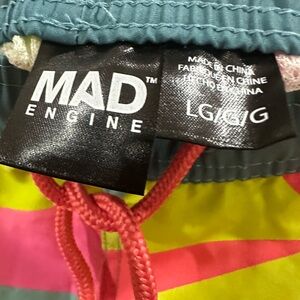 MAD™
ENGINE
MADE IN CHINA
FABRIQUÉ EN CHINE
HECHO EN CHINA
LG/G/G